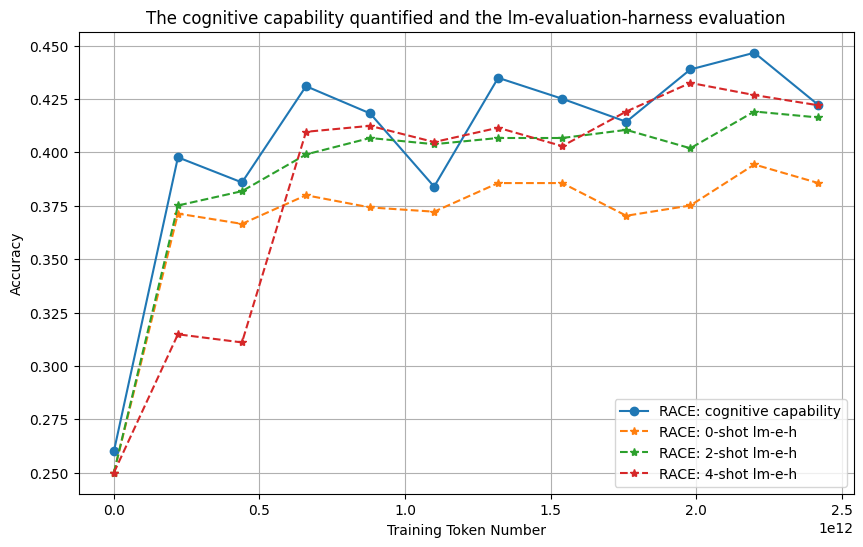 The cognitive capability quantified and the lm-evaluation-harness evaluation
0.450
0.425
0.400
0.375
0.350
0.325
0.300
0.275
0.250
Accuracy
RACE: cognitive capability
RACE: 0-shot lm-e-h
RACE: 2-shot lm-e-h
RACE: 4-shot lm-e-h
0.0 0.5 1.0 1.5 2.0 2.5
Training Token Number
1e12